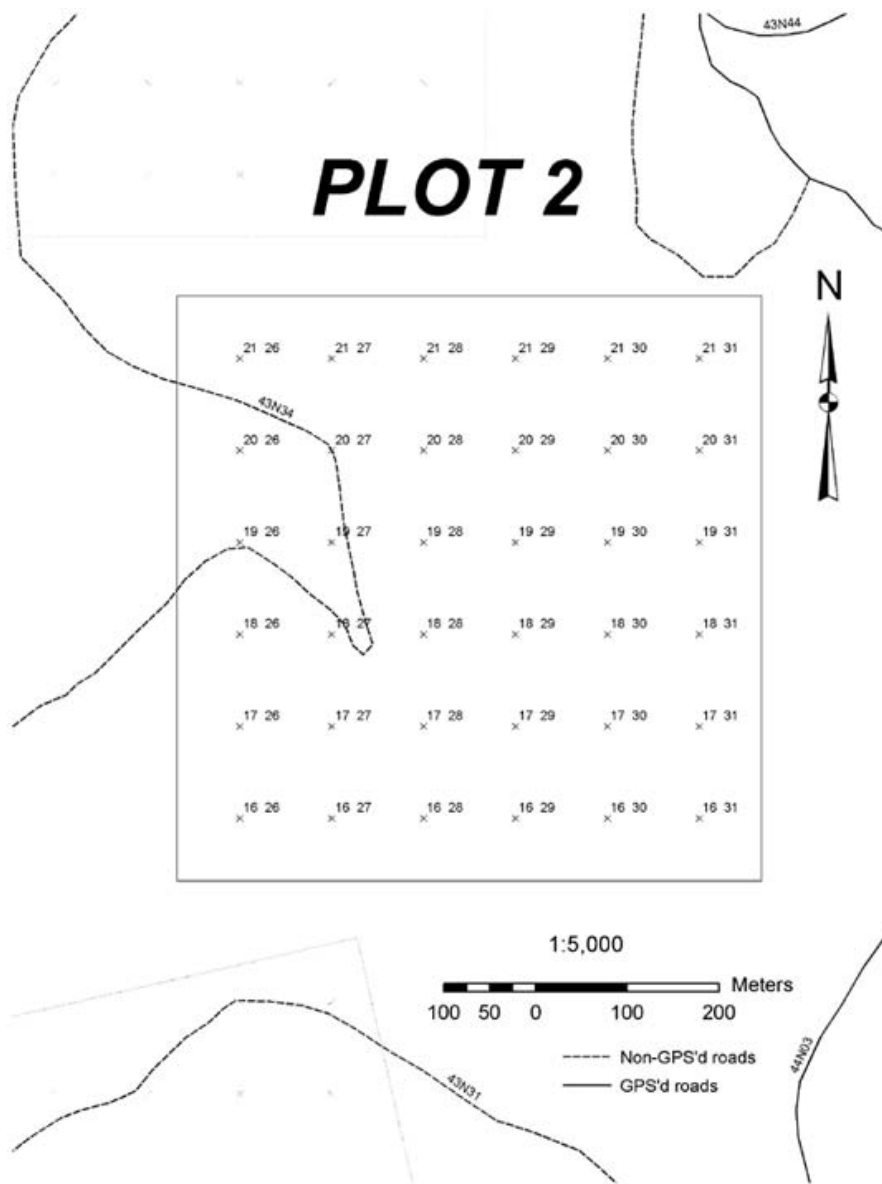 43N44
PLOT 2
N
21 26 21 27 21 28 21 29 21 30 21 31
43N34
20 26 20 27 20 28 20 29 20 30 20 31
19 26 19 27 19 28 19 29 19 30 19 31
18 26 18 27 18 28 18 29 18 30 18 31
17 26 17 27 17 28 17 29 17 30 17 31
16 26 16 27 16 28 16 29 16 30 16 31
1:5,000
Meters
100 50 0 100 200
Non-GPS'd roads
GPS'd roads
44N03
43N31